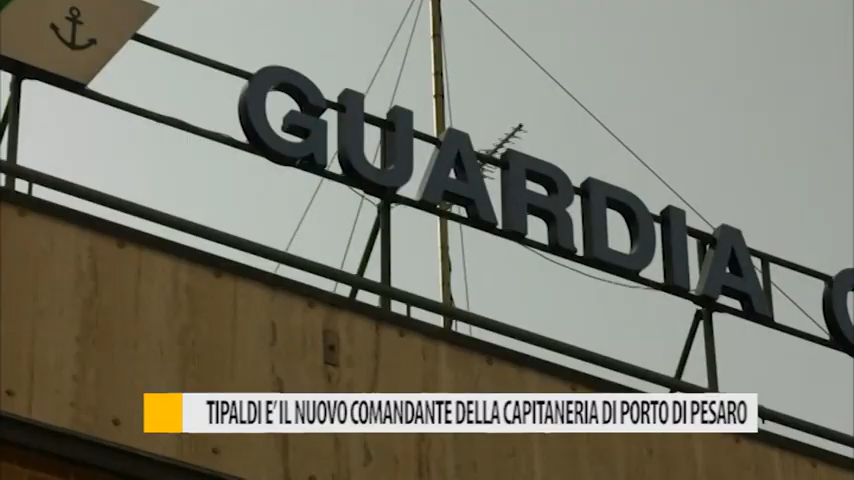 GUARDIA
TIPALDI E' IL NUOVO COMANDANTE DELLA CAPITANERIA DI PORTO DI PESARO